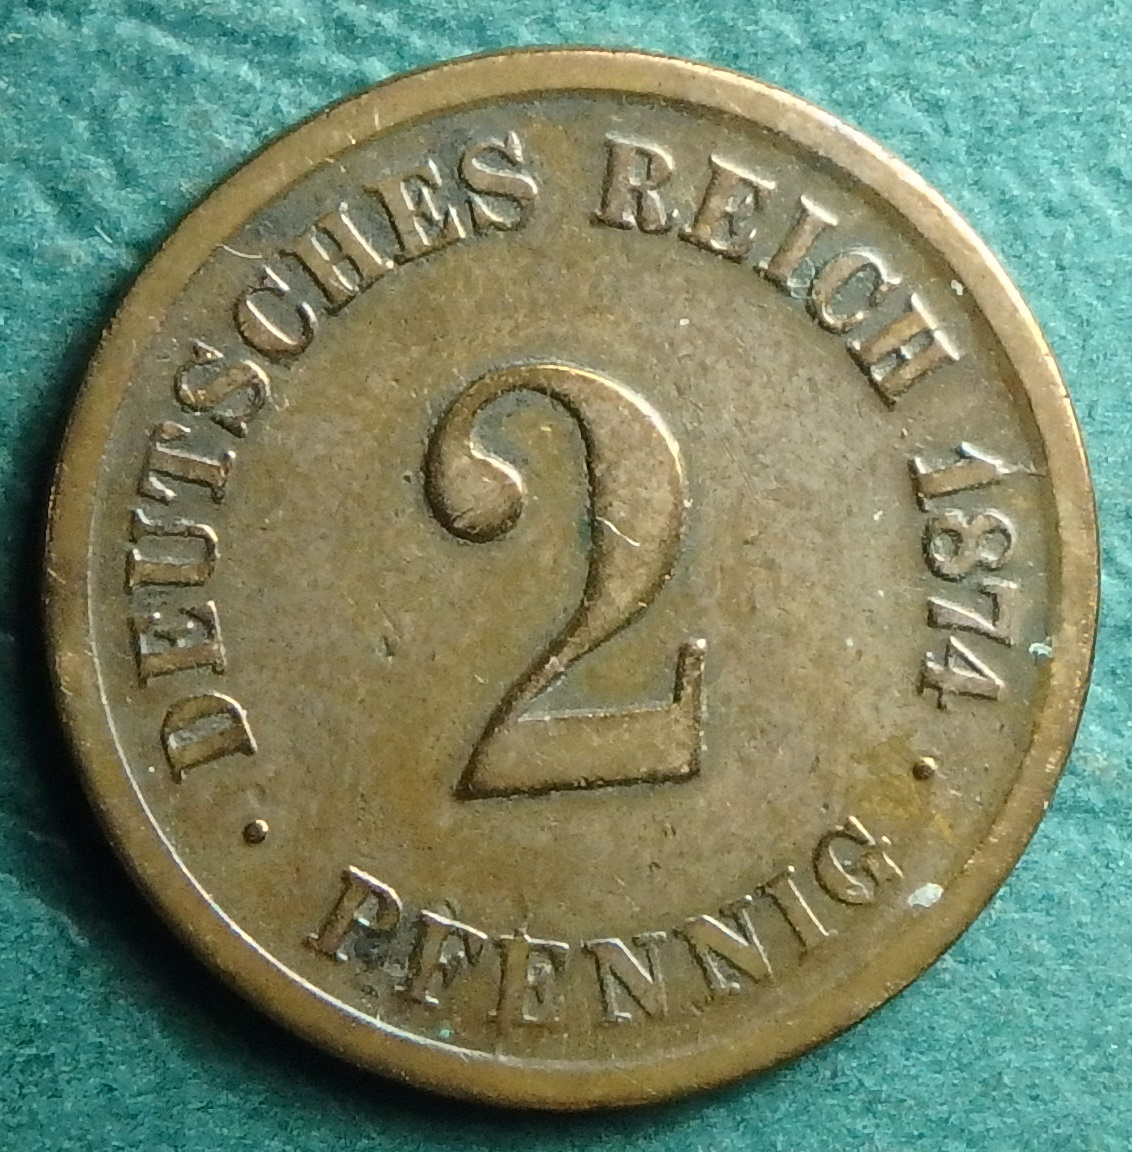 DEUTSCHES REICH 1874
2
PFENNIG